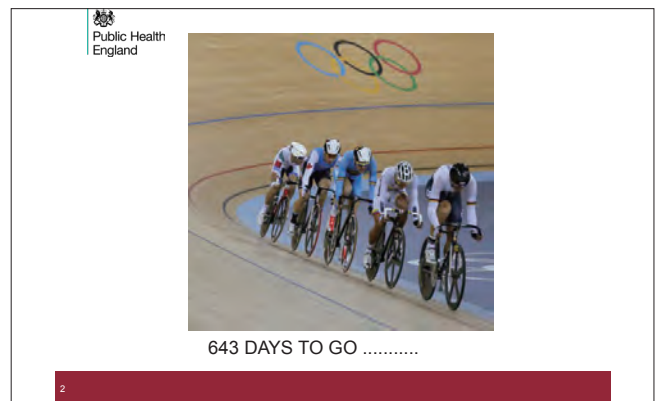 Public Health
England
643 DAYS TO GO ...........
2